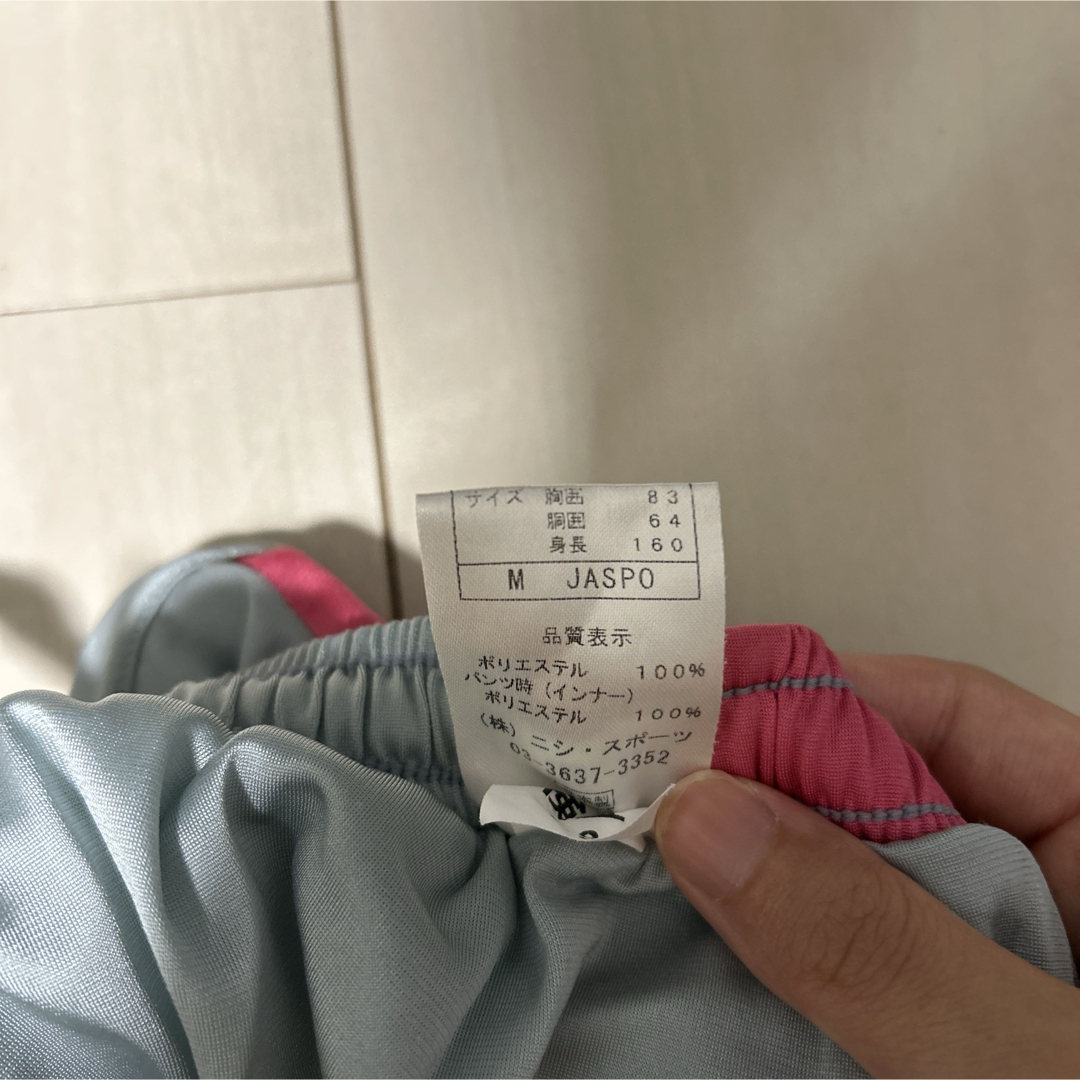 サイズ 胸囲 83
胴囲 64
身長 160
M JASPO
品質表示
ポリエステル 100%
パンツ時(インナー)
ポリエステル 100%
(株)ニシ・スポーツ
03-3637-3352